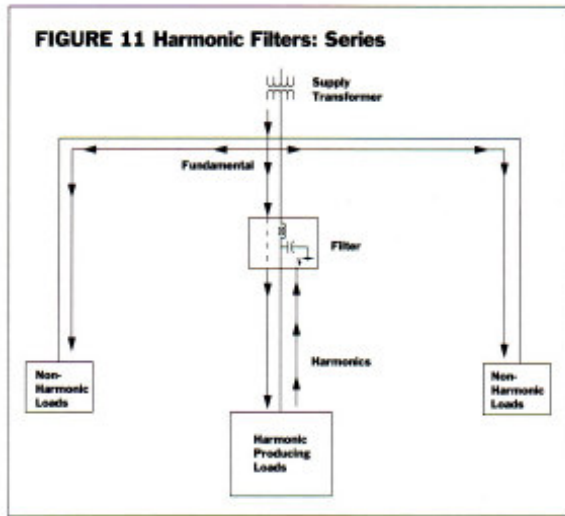 FIGURE 11 Harmonic Filters: Series
Supply
Transformer
Fundamental
Filter
Harmonics
Non-
Harmonic
Loads
Harmonic
Producing
Loads
Non-
Harmonic
Loads